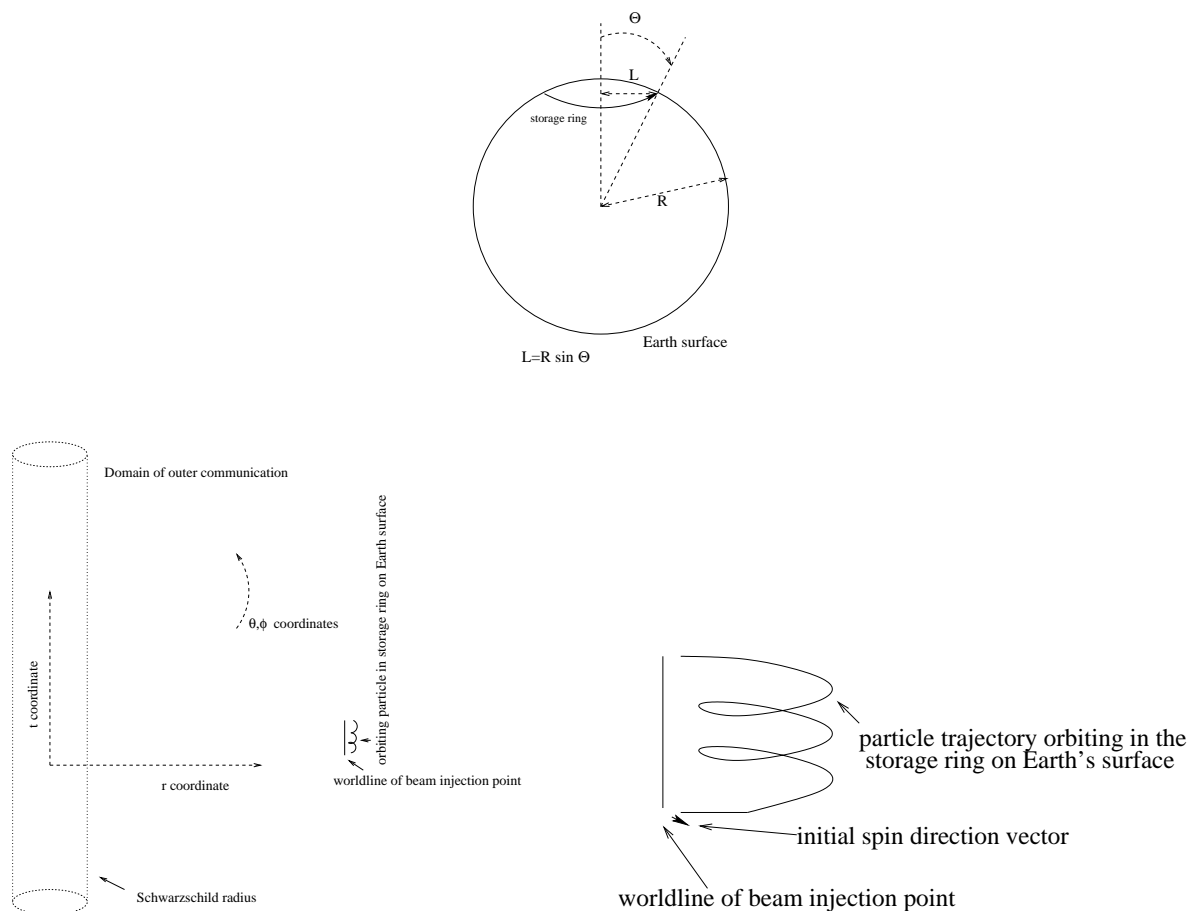 Θ
L
storage ring
R
Earth surface
L=R sin Θ
Domain of outer communication
orbiting particle in storage ring on Earth surface
θ,ϕ coordinates
t coordinate
r coordinate
worldline of beam injection point
Schwarzschild radius
particle trajectory orbiting in the
storage ring on Earth's surface
initial spin direction vector
worldline of beam injection point